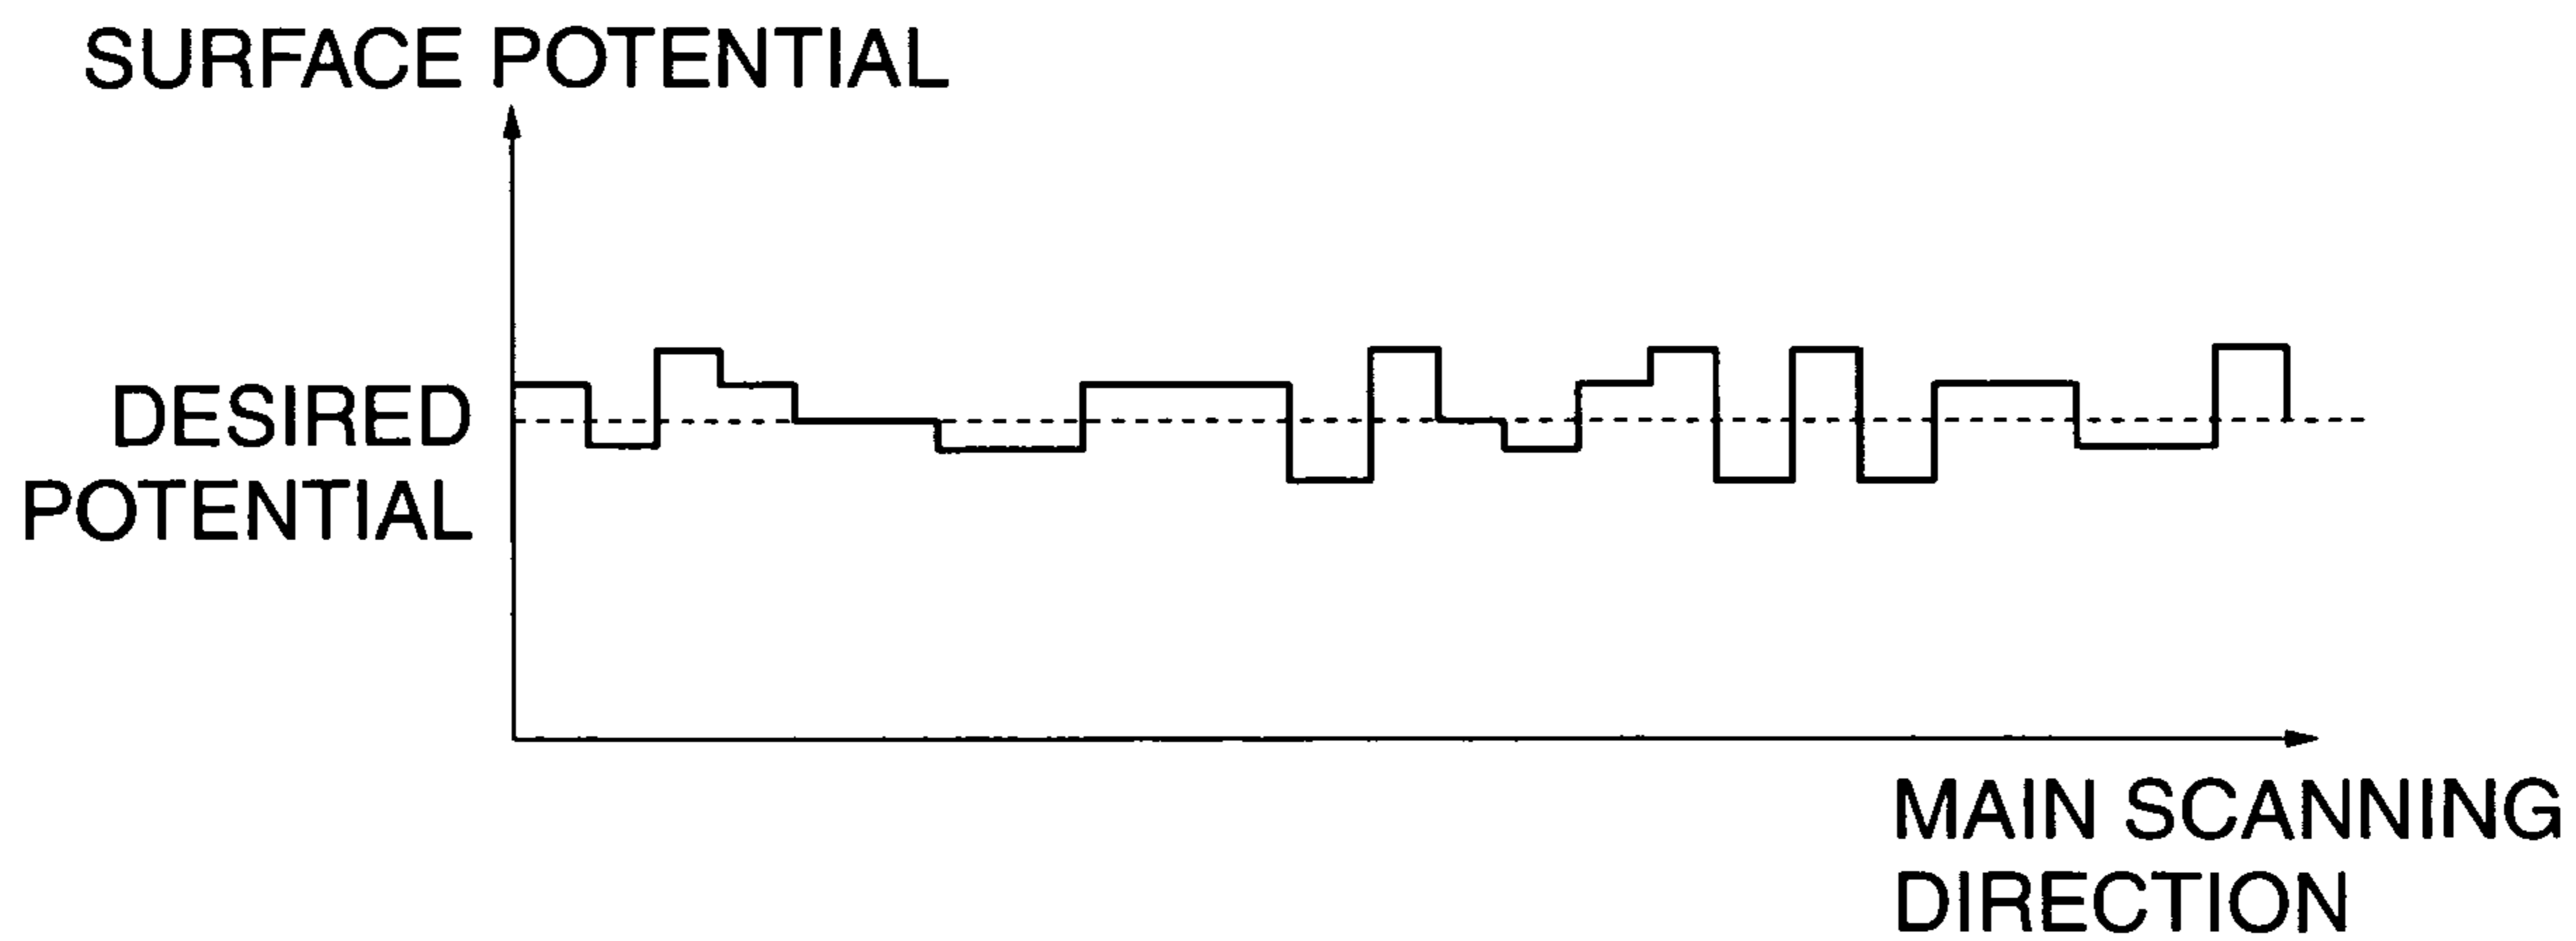 SURFACE POTENTIAL
DESIRED
POTENTIAL
MAIN SCANNING
DIRECTION